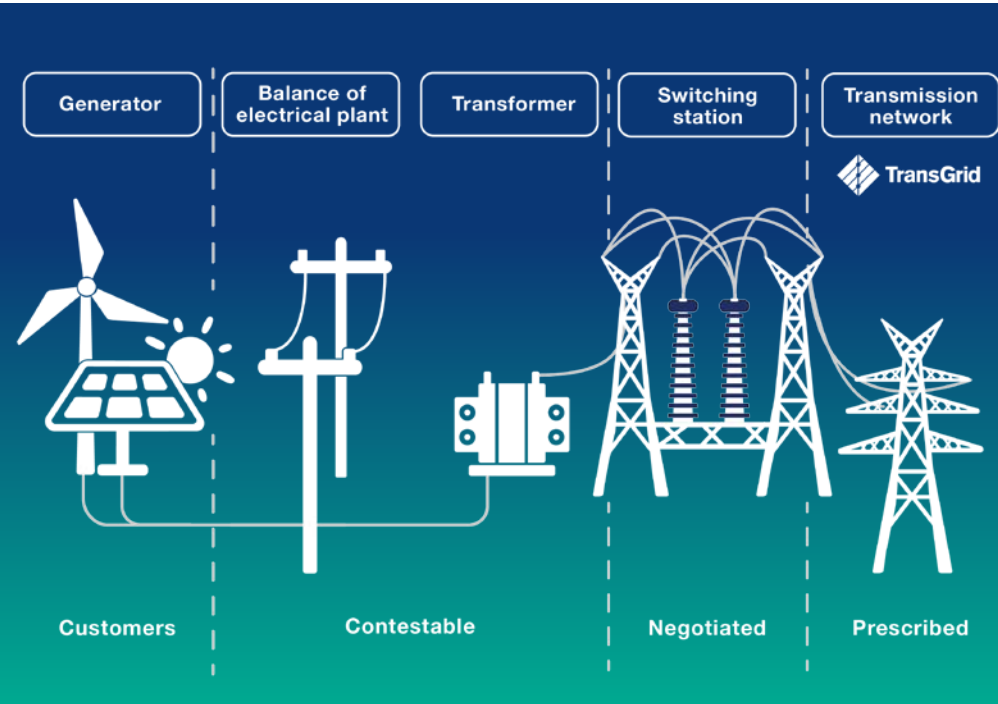 Generator
Balance of
electrical plant
Transformer
Switching
station
Transmission
network
TransGrid
Customers
Contestable
Negotiated
Prescribed